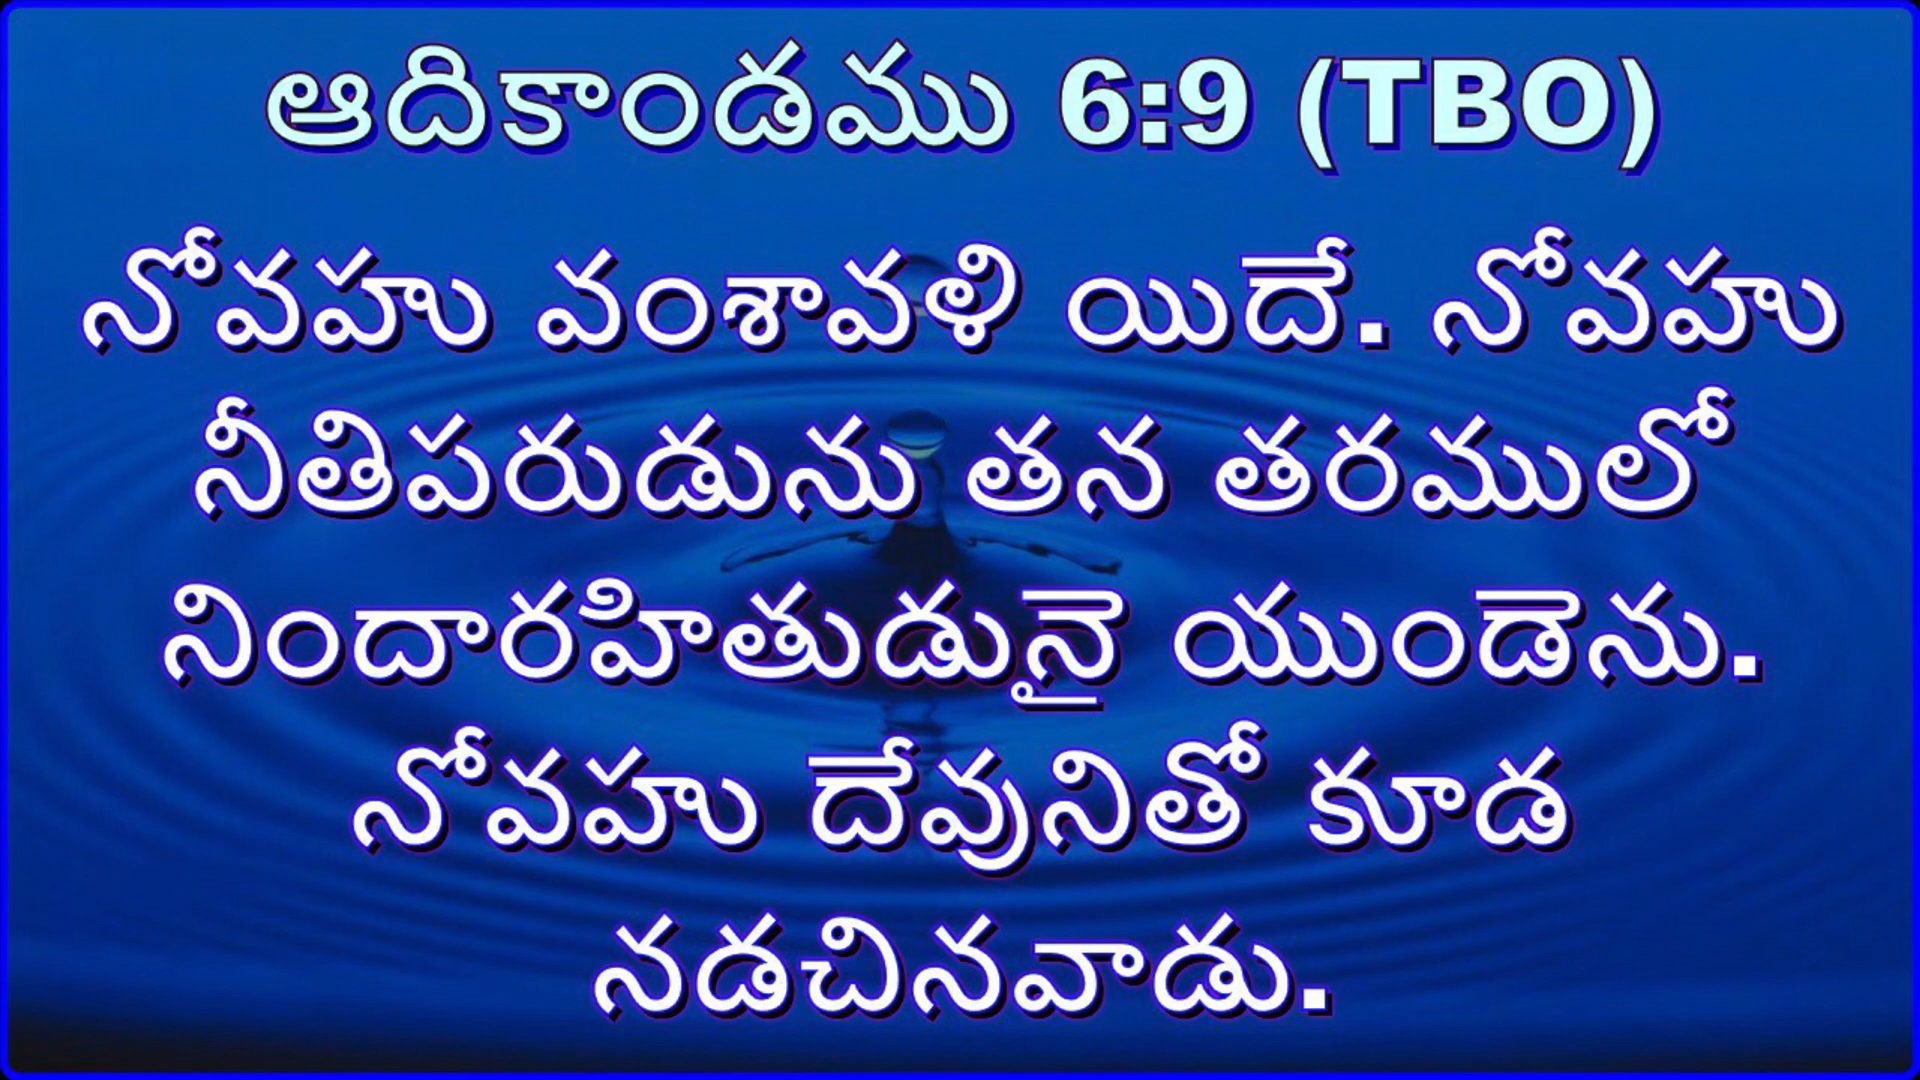 ఆదికాండము 6:9 (TBO)
నోవహు వంశావళి యిదే. నోవహు
నీతిపరుడును తన తరములో
నిందారహితుడునై యుండెను.
నోవహు దేవునితో కూడ
నడచినవాడు.